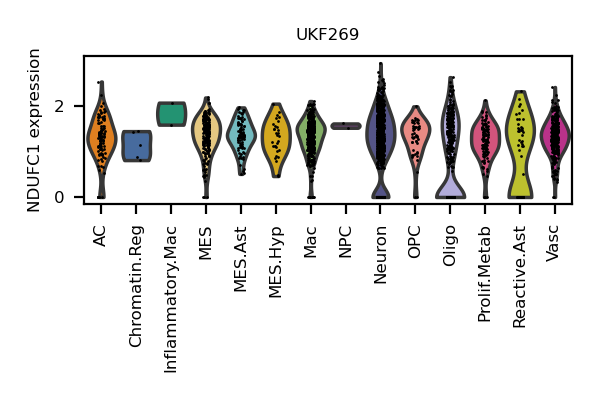 UKF269
NDUFC1 expression
2
0
AC
Chromatin.Reg
Inflammatory.Mac
MES
MES.Ast
MES.Hyp
Mac
NPC
Neuron
OPC
Oligo
Prolif.Metab
Reactive.Ast
Vasc